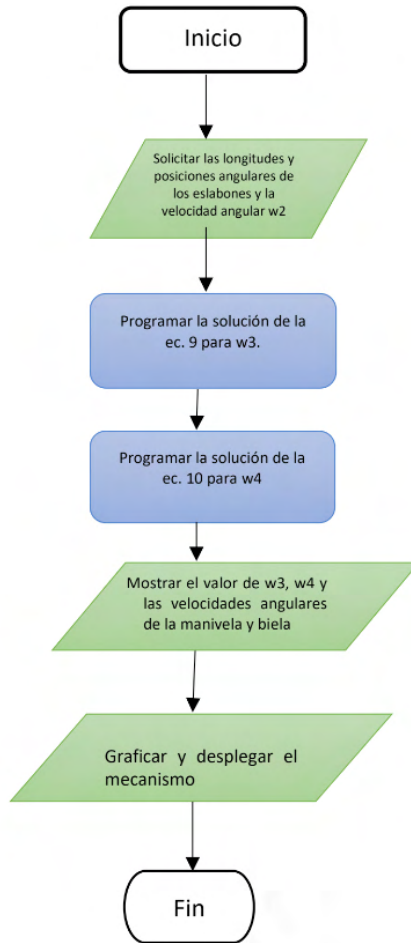 Inicio
Solicitar las longitudes y
posiciones angulares de
los eslabones y la
velocidad angular w2
Programar la solución de la
ec. 9 para w3.
Programar la solución de la
ec. 10 para w4
Mostrar el valor de w3, w4 y
las velocidades angulares
de la manivela y biela
Graficar y desplegar el
mecanismo
Fin